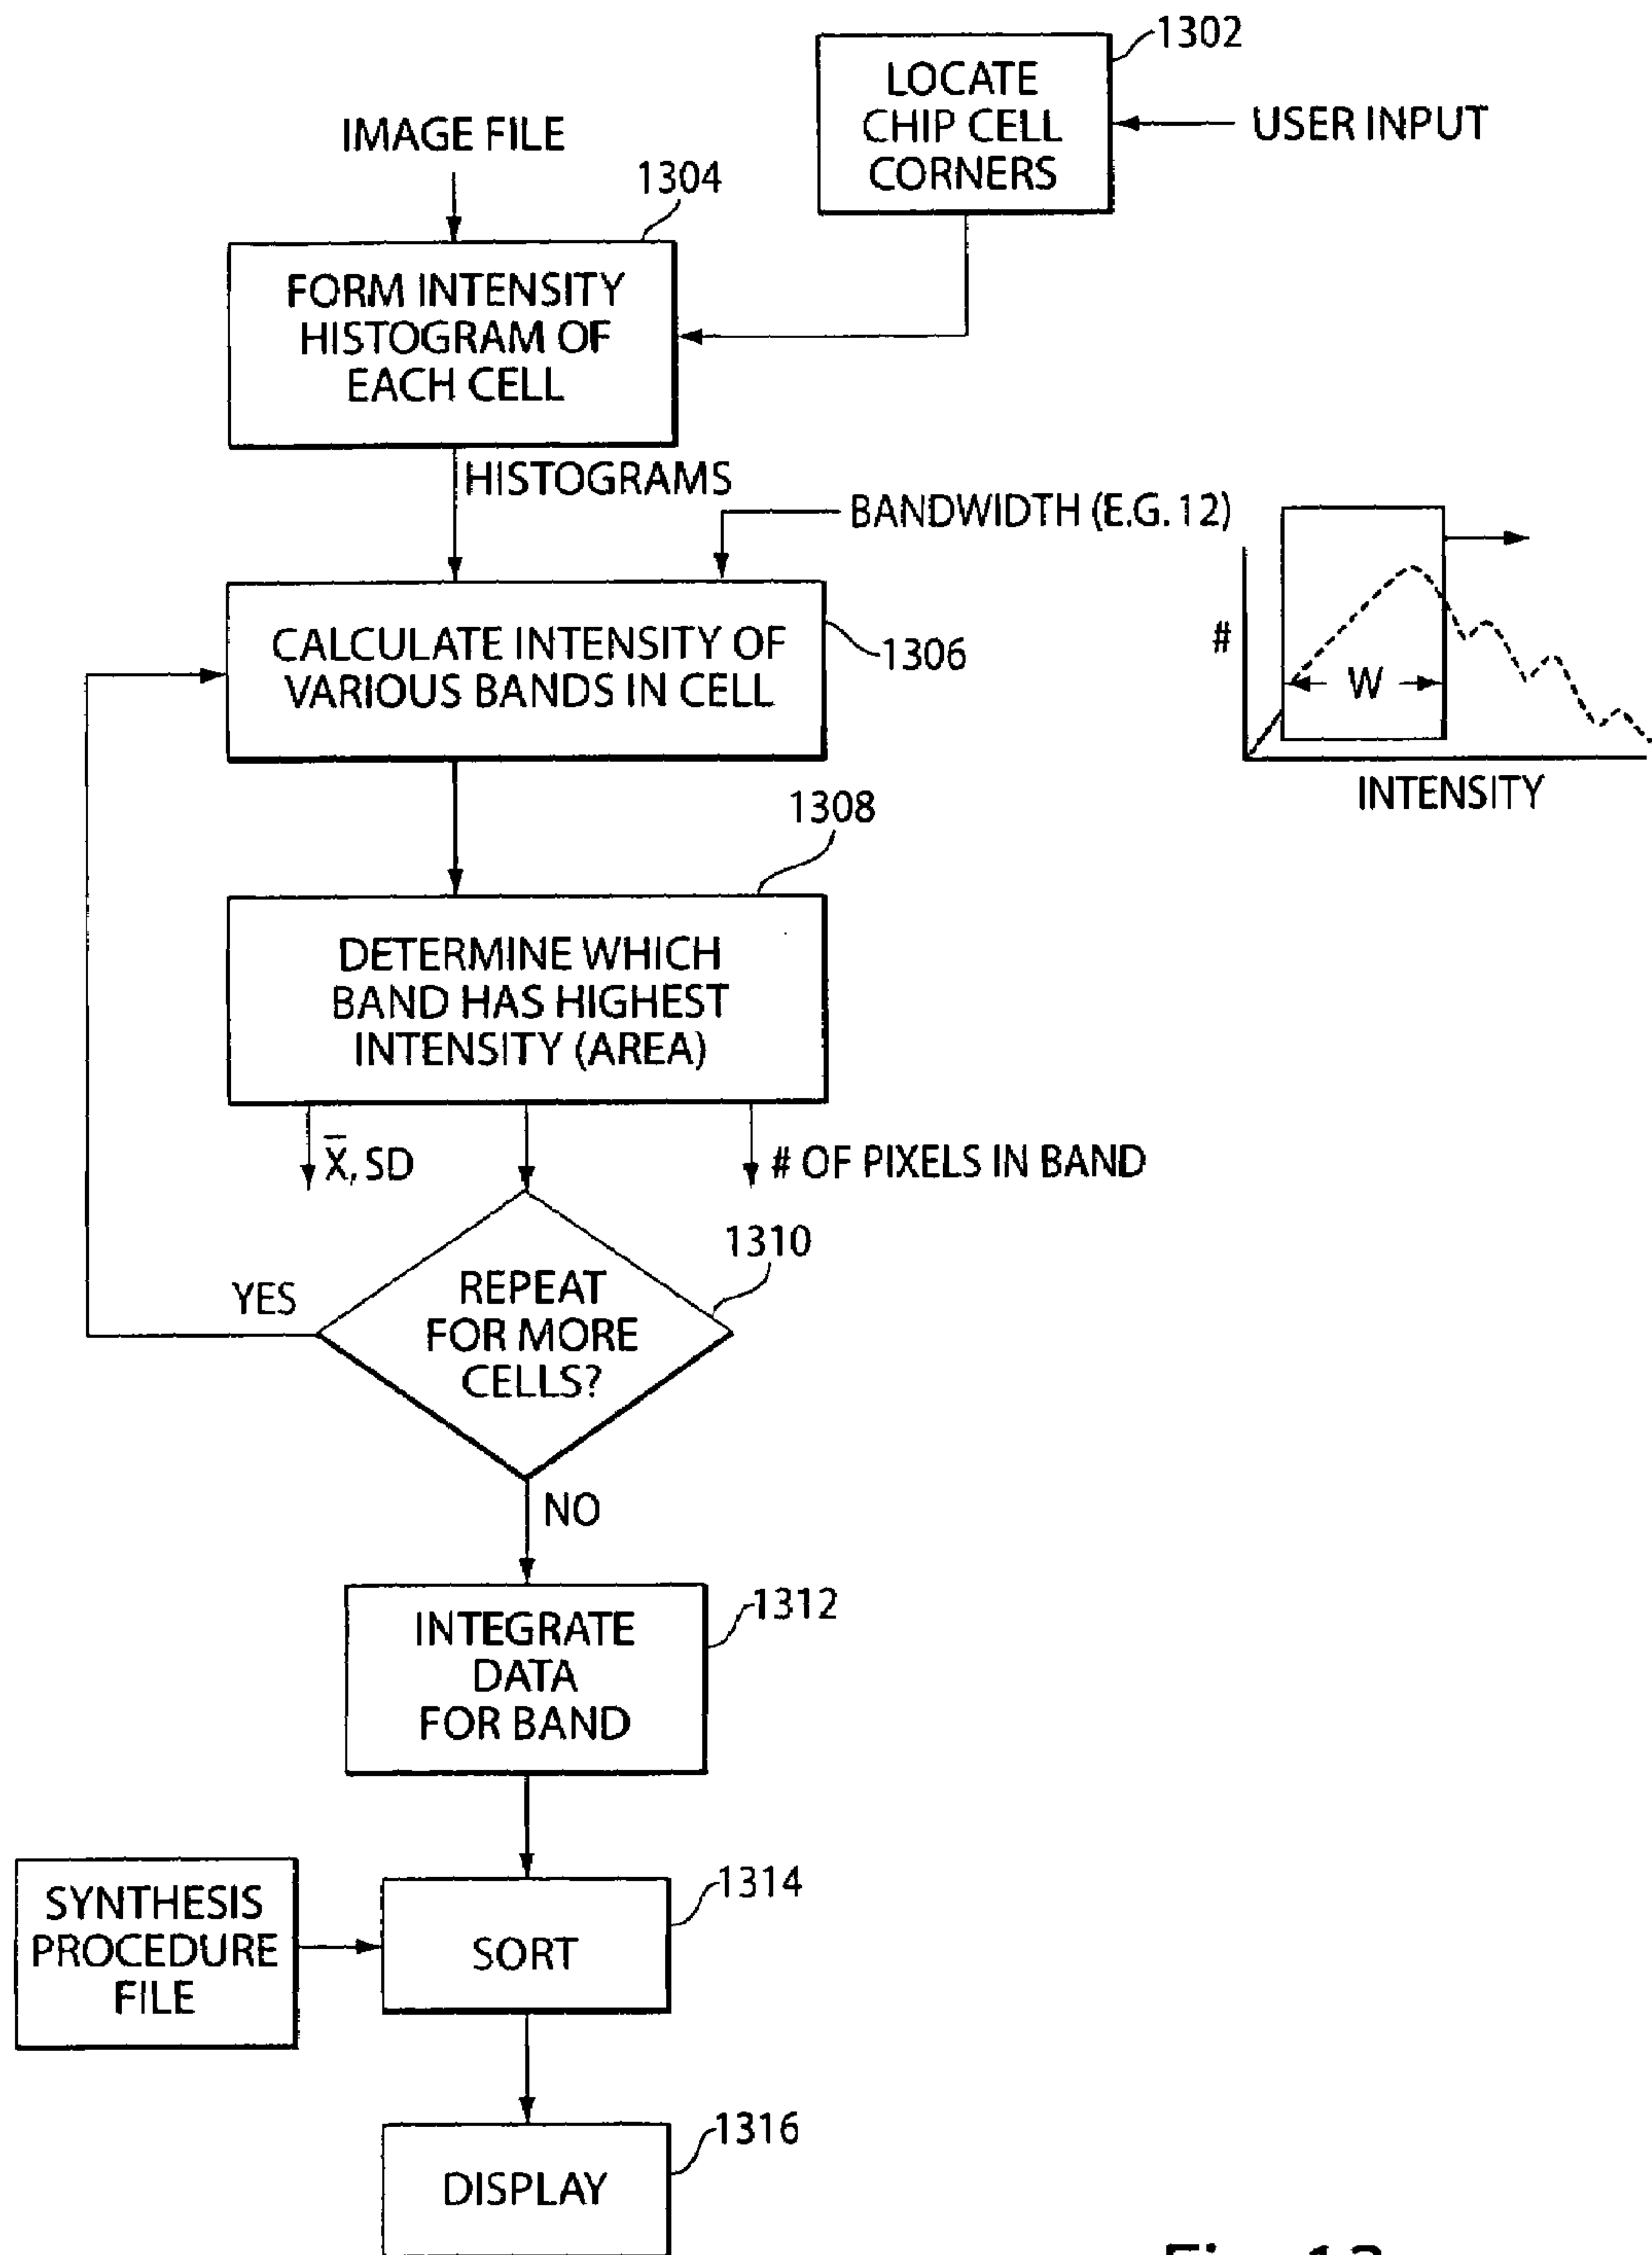 1302
LOCATE
CHIP CELL
CORNERS
USER INPUT
IMAGE FILE
1304
FORM INTENSITY
HISTOGRAM OF
EACH CELL
HISTOGRAMS
BANDWIDTH (E.G. 12)
CALCULATE INTENSITY OF
VARIOUS BANDS IN CELL
1306
#
W
INTENSITY
1308
DETERMINE WHICH
BAND HAS HIGHEST
INTENSITY (AREA)
X̅, SD
# OF PIXELS IN BAND
1310
YES
REPEAT
FOR MORE
CELLS?
NO
1312
INTEGRATE
DATA
FOR BAND
1314
SYNTHESIS
PROCEDURE
FILE
SORT
1316
DISPLAY